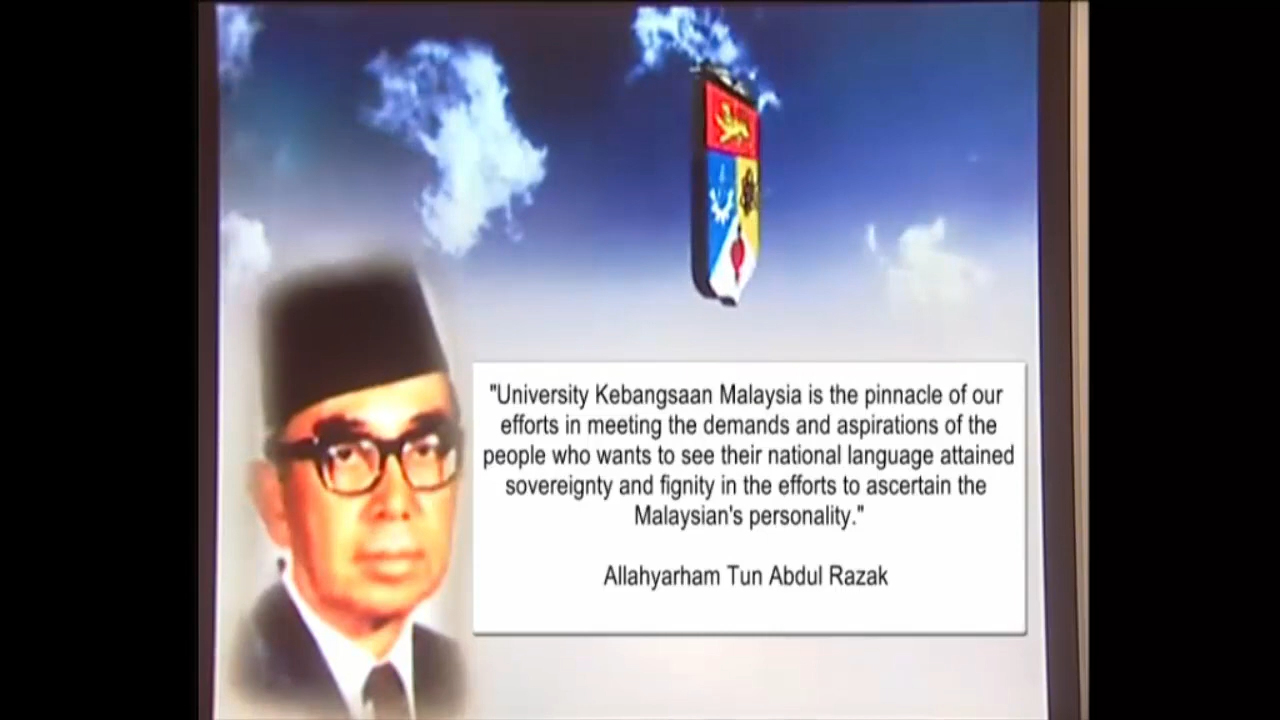 "University Kebangsaan Malaysia is the pinnacle of our
efforts in meeting the demands and aspirations of the
people who wants to see their national language attained
sovereignty and fignity in the efforts to ascertain the
Malaysian's personality."
Allahyarham Tun Abdul Razak